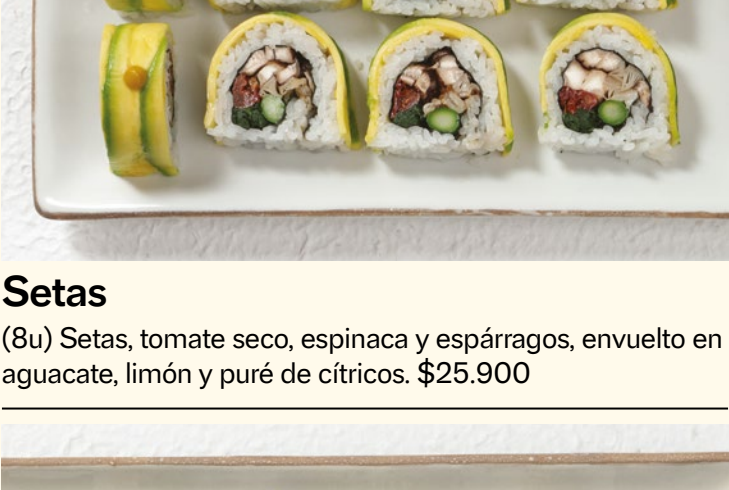 Setas
(8u) Setas, tomate seco, espinaca y espárragos, envuelto en
aguacate, limón y puré de cítricos. $25.900